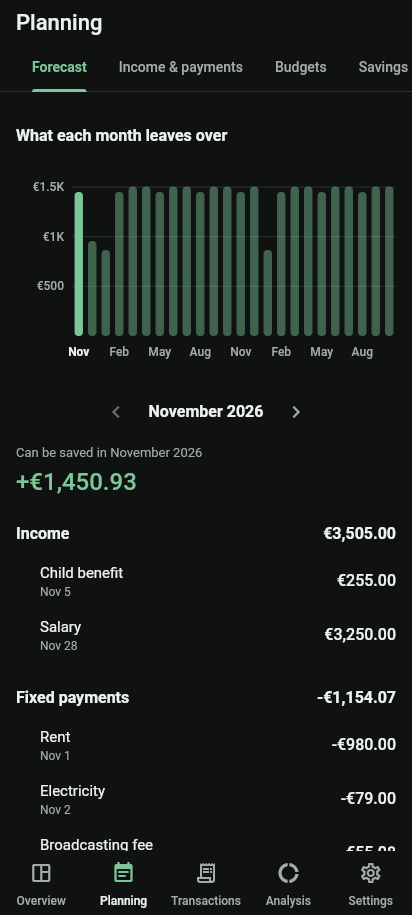 Planning
Forecast Income & payments Budgets Savings
What each month leaves over
€1.5K
€1K
€500
Nov Feb May Aug Nov Feb May Aug
November 2026
Can be saved in November 2026
+€1,450.93
Income €3,505.00
Child benefit €255.00
Nov 5
Salary €3,250.00
Nov 28
Fixed payments -€1,154.07
Rent -€980.00
Nov 1
Electricity -€79.00
Nov 2
Broadcasting fee
Overview Planning Transactions Analysis Settings